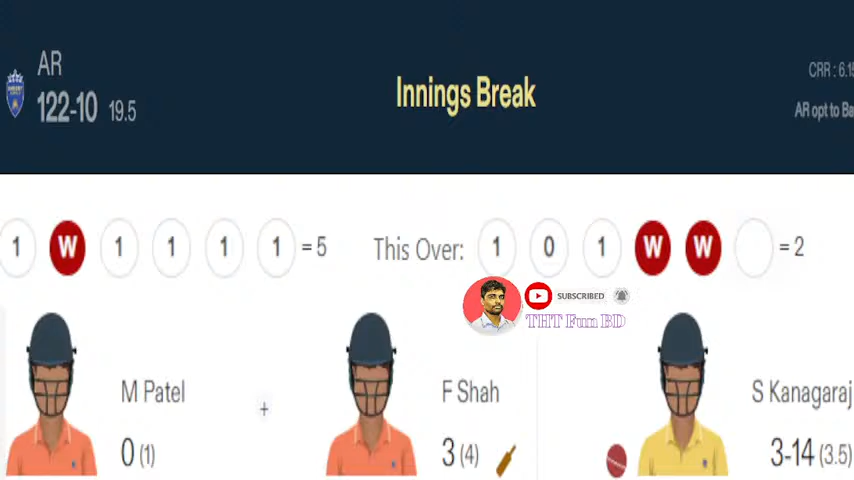 AR
122-10 19.5
Innings Break
CRR : 6.15
AR opt to Ba
1 W 1 1 1 1 = 5
This Over: 1 0 1 W W = 2
SUBSCRIBED
THT Fun BD
M Patel
0 (1)
+
F Shah
3 (4)
S Kanagaraj
3-14 (3.5)